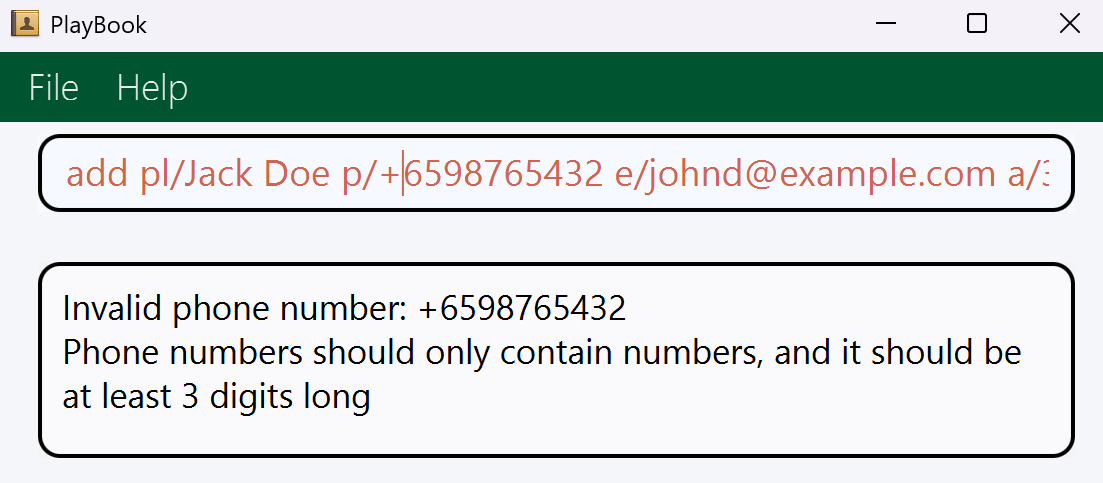 PlayBook
File Help
add pl/Jack Doe p/+6598765432 e/johnd@example.com a/3
Invalid phone number: +6598765432
Phone numbers should only contain numbers, and it should be
at least 3 digits long